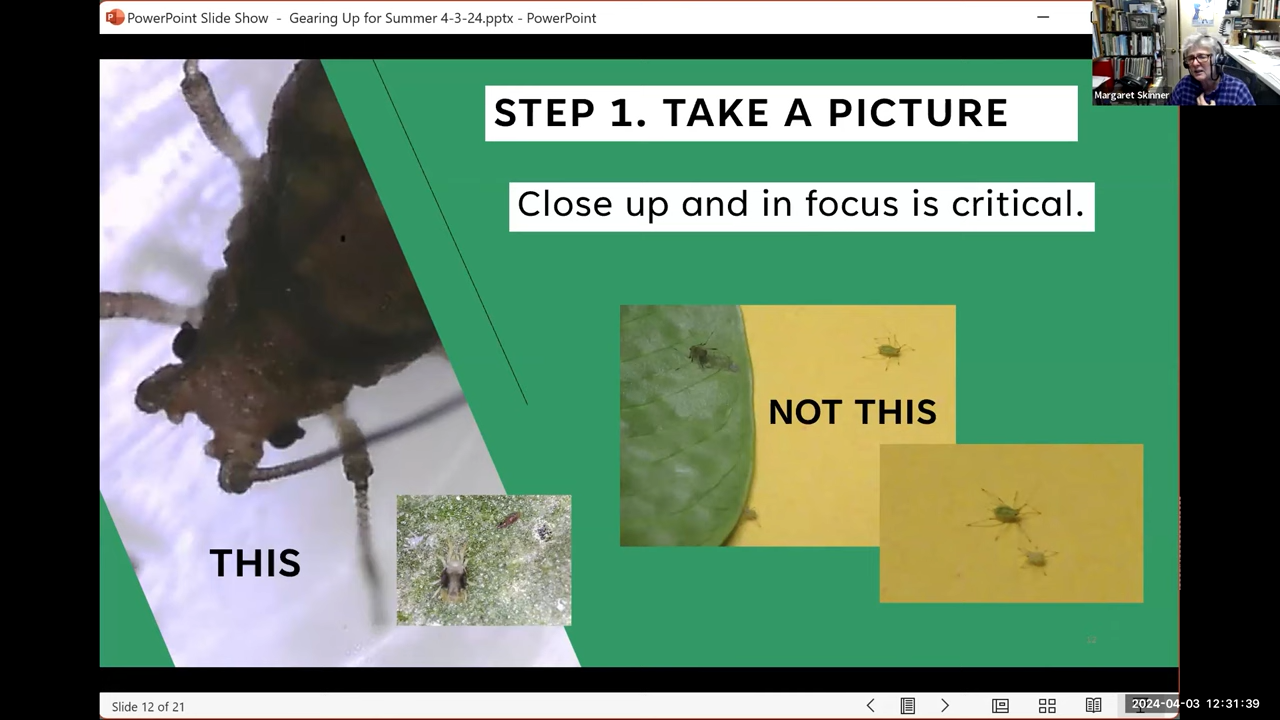 PowerPoint Slide Show - Gearing Up for Summer 4-3-24.pptx - PowerPoint
Margaret Skinner
STEP 1. TAKE A PICTURE
Close up and in focus is critical.
NOT THIS
THIS
Slide 12 of 21
2024-04-03 12:31:39